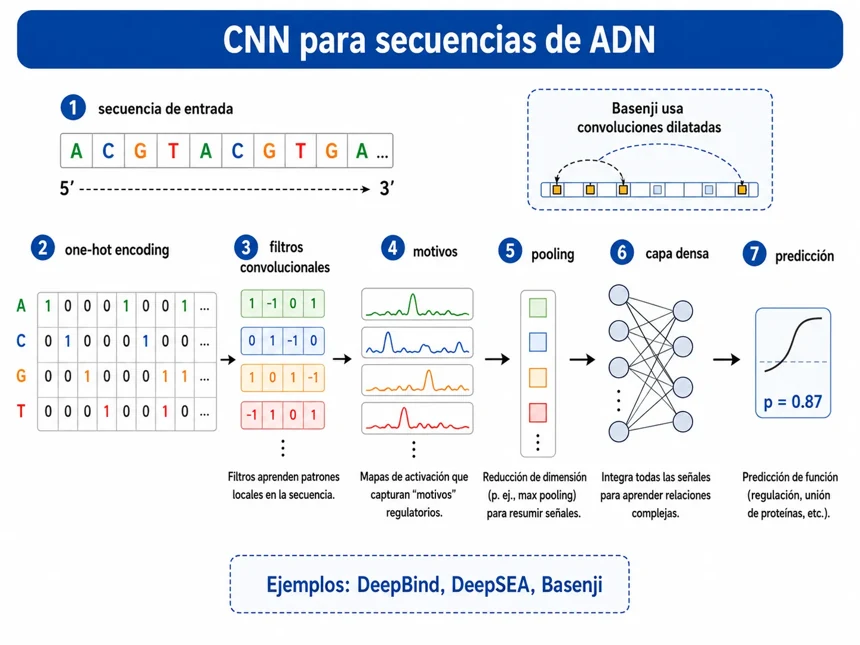 CNN para secuencias de ADN
1 secuencia de entrada
A C G T A C G T G A ...
5' 3'
Basenji usa
convoluciones dilatadas
2 one-hot encoding
A 1 0 0 0 1 0 0 1 ...
C 0 1 0 0 0 1 0 0 ...
G 0 0 1 0 0 0 1 1 ...
T 0 0 0 1 0 0 1 0 ...
3 filtros
convolucionales
1 -1 0 1
0 1 -1 0
1 0 1 -1
-1 1 0 1
Filtros aprenden patrones
locales en la secuencia.
4 motivos
Mapas de activación que
capturan “motivos”
regulatorios.
5 pooling
Reducción de dimensión
(p. ej., max pooling)
para resumir señales.
6 capa densa
Integra todas las señales
para aprender relaciones
complejas.
7 predicción
p = 0.87
Predicción de función
(regulación, unión
de proteínas, etc.).
Ejemplos: DeepBind, DeepSEA, Basenji